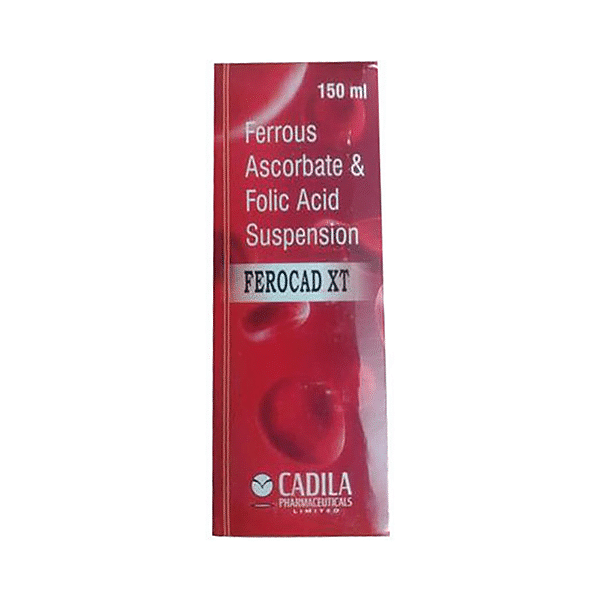 150 ml
Ferrous
Ascorbate &
Folic Acid
Suspension
FEROCAD XT
CADILA
PHARMACEUTICALS
LIMITED